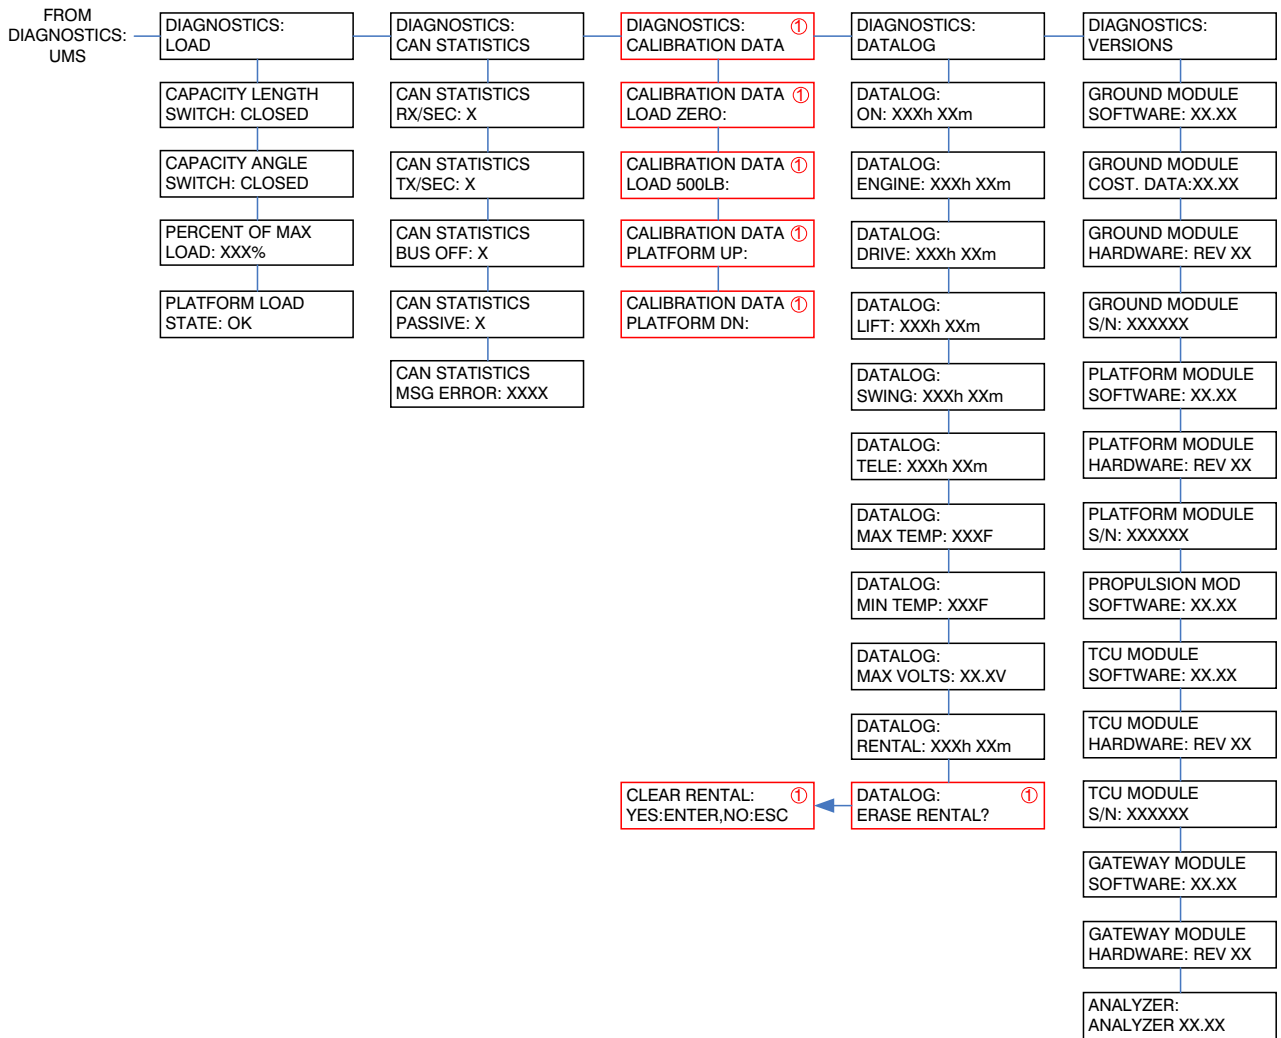 FROM
DIAGNOSTICS:
UMS
DIAGNOSTICS:
LOAD
CAPACITY LENGTH
SWITCH: CLOSED
CAPACITY ANGLE
SWITCH: CLOSED
PERCENT OF MAX
LOAD: XXX%
PLATFORM LOAD
STATE: OK
DIAGNOSTICS:
CAN STATISTICS
CAN STATISTICS
RX/SEC: X
CAN STATISTICS
TX/SEC: X
CAN STATISTICS
BUS OFF: X
CAN STATISTICS
PASSIVE: X
CAN STATISTICS
MSG ERROR: XXXX
DIAGNOSTICS: ①
CALIBRATION DATA
CALIBRATION DATA ①
LOAD ZERO:
CALIBRATION DATA ①
LOAD 500LB:
CALIBRATION DATA ①
PLATFORM UP:
CALIBRATION DATA ①
PLATFORM DN:
DIAGNOSTICS:
DATALOG
DATALOG:
ON: XXXh XXm
DATALOG:
ENGINE: XXXh XXm
DATALOG:
DRIVE: XXXh XXm
DATALOG:
LIFT: XXXh XXm
DATALOG:
SWING: XXXh XXm
DATALOG:
TELE: XXXh XXm
DATALOG:
MAX TEMP: XXXF
DATALOG:
MIN TEMP: XXXF
DATALOG:
MAX VOLTS: XX.XV
DATALOG:
RENTAL: XXXh XXm
DATALOG: ①
ERASE RENTAL?
CLEAR RENTAL: ①
YES:ENTER,NO:ESC
DIAGNOSTICS:
VERSIONS
GROUND MODULE
SOFTWARE: XX.XX
GROUND MODULE
COST. DATA:XX.XX
GROUND MODULE
HARDWARE: REV XX
GROUND MODULE
S/N: XXXXXX
PLATFORM MODULE
SOFTWARE: XX.XX
PLATFORM MODULE
HARDWARE: REV XX
PLATFORM MODULE
S/N: XXXXXX
PROPULSION MOD
SOFTWARE: XX.XX
TCU MODULE
SOFTWARE: XX.XX
TCU MODULE
HARDWARE: REV XX
TCU MODULE
S/N: XXXXXX
GATEWAY MODULE
SOFTWARE: XX.XX
GATEWAY MODULE
HARDWARE: REV XX
ANALYZER:
ANALYZER XX.XX